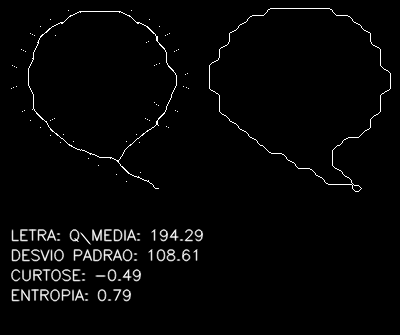 LETRA: Q\MEDIA: 194.29
DESVIO PADRAO: 108.61
CURTOSE: -0.49
ENTROPIA: 0.79